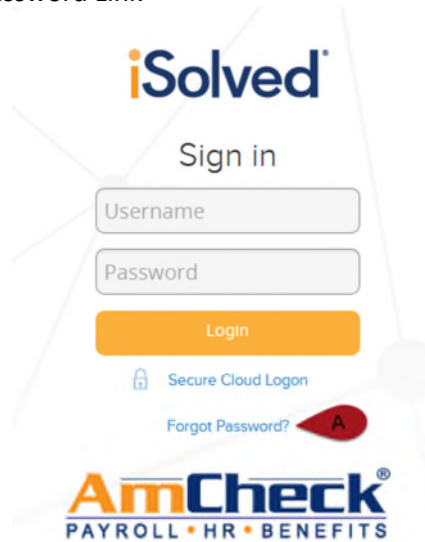 iSolved
Sign in
Username
Password
Login
Secure Cloud Logon
Forgot Password? A
AmCheck®
PAYROLL • HR • BENEFITS